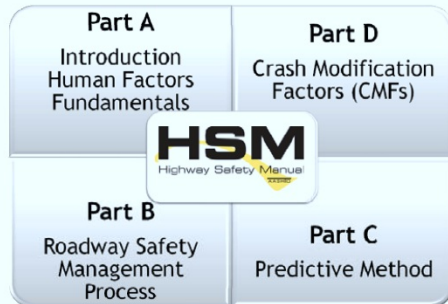 Part A
Introduction
Human Factors
Fundamentals
Part D
Crash Modification
Factors (CMFs)
HSM
Highway Safety Manual
Part B
Roadway Safety
Management
Process
Part C
Predictive Method